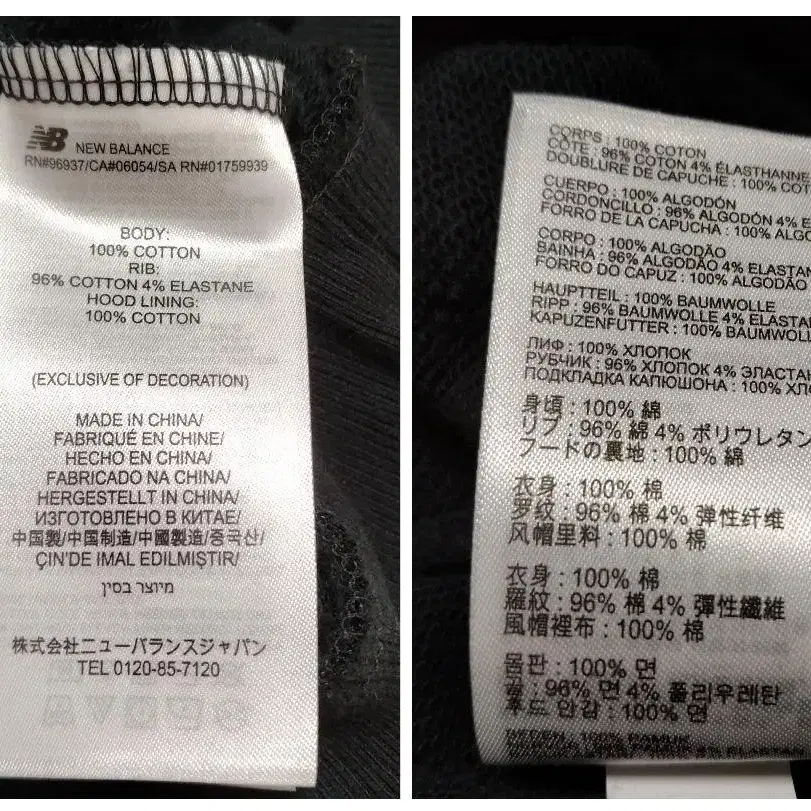 NB NEW BALANCE
RN#96937/CA#06054/SA RN#01759939
BODY:
100% COTTON
RIB:
96% COTTON 4% ELASTANE
HOOD LINING:
100% COTTON
(EXCLUSIVE OF DECORATION)
MADE IN CHINA/
FABRIQUÉ EN CHINE/
HECHO EN CHINA/
FABRICADO NA CHINA/
HERGESTELLT IN CHINA/
ИЗГОТОВЛЕНО В КИТАЕ/
中国製/中国制造/中國製造/중국산/
ÇIN'DE IMAL EDILMIŞTIR/
מיוצר בסין
株式会社ニューバランスジャパン
TEL 0120-85-7120
CORPS : 100% COTON
CÔTE : 96% COTON 4% ÉLASTHANNE
DOUBLURE DE CAPUCHE : 100% CO
CUERPO : 100% ALGODÓN
CORDONCILLO : 96% ALGODÓN 4% E
FORRO DE LA CAPUCHA : 100% ALG
CORPO : 100% ALGODÃO
BAINHA : 96% ALGODÃO 4% ELASTAN
FORRO DO CAPUZ : 100% ALGODÃO
HAUPTTEIL : 100% BAUMWOLLE
RIPP : 96% BAUMWOLLE 4% ELASTA
KAPUZENFUTTER : 100% BAUMWOLL
ЛИФ : 100% ХЛОПОК
РУБЧИК : 96% ХЛОПОК 4% ЭЛАСТА
ПОДКЛАДКА КАПЮШОНА : 100% ХЛ
身頃 : 100% 綿
リブ : 96% 綿 4% ポリウレタン
フードの裏地 : 100% 綿
衣身 : 100% 棉
罗纹 : 96% 棉 4% 弹性纤维
风帽里料 : 100% 棉
衣身 : 100% 棉
羅紋 : 96% 棉 4% 彈性纖維
風帽裡布 : 100% 棉
몸판 : 100% 면
: 96% 면 4% 폴리우레탄
후드 안감 : 100% 면
BEDEN : 100% PAMUK